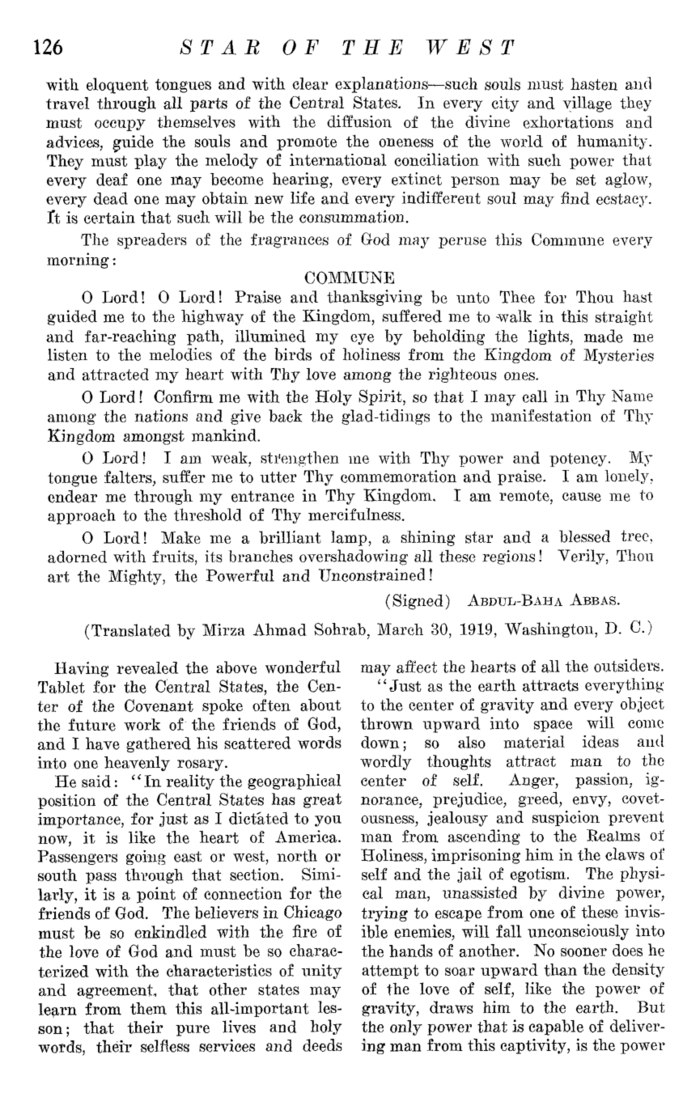 126 STAR OF THE WEST
with eloquent tongues and with clear explanations—such souls must hasten and
travel through all parts of the Central States. In every city and village they
must occupy themselves with the diffusion of the divine exhortations and
advices, guide the souls and promote the oneness of the world of humanity.
They must play the melody of international conciliation with such power that
every deaf one may become hearing, every extinct person may be set aglow,
every dead one may obtain new life and every indifferent soul may find ecstacy.
It is certain that such will be the consummation.
The spreaders of the fragrances of God may peruse this Commune every
morning:
COMMUNE
O Lord! O Lord! Praise and thanksgiving be unto Thee for Thou hast
guided me to the highway of the Kingdom, suffered me to walk in this straight
and far-reaching path, illumined my eye by beholding the lights, made me
listen to the melodies of the birds of holiness from the Kingdom of Mysteries
and attracted my heart with Thy love among the righteous ones.
O Lord! Confirm me with the Holy Spirit, so that I may call in Thy Name
among the nations and give back the glad-tidings to the manifestation of Thy
Kingdom amongst mankind.
O Lord! I am weak, strengthen me with Thy power and potency. My
tongue falters, suffer me to utter Thy commemoration and praise. I am lonely,
endear me through my entrance in Thy Kingdom. I am remote, cause me to
approach to the threshold of Thy mercifulness.
O Lord! Make me a brilliant lamp, a shining star and a blessed tree,
adorned with fruits, its branches overshadowing all these regions! Verily, Thou
art the Mighty, the Powerful and Unconstrained!
(Signed) ABDUL-BAHA ABBAS.
(Translated by Mirza Ahmad Sohrab, March 30, 1919, Washington, D. C.)
Having revealed the above wonderful
Tablet for the Central States, the Cen-
ter of the Covenant spoke often about
the future work of the friends of God,
and I have gathered his scattered words
into one heavenly rosary.
He said: "In reality the geographical
position of the Central States has great
importance, for just as I dictated to you
now, it is like the heart of America.
Passengers going east or west, north or
south pass through that section. Simi-
larly, it is a point of connection for the
friends of God. The believers in Chicago
must be so enkindled with the fire of
the love of God and must be so charac-
terized with the characteristics of unity
and agreement, that other states may
learn from them this all-important les-
son; that their pure lives and holy
words, their selfless services and deeds
may affect the hearts of all the outsiders.
"Just as the earth attracts everything
to the center of gravity and every object
thrown upward into space will come
down; so also material ideas and
wordly thoughts attract man to the
center of self. Anger, passion, ig-
norance, prejudice, greed, envy, covet-
ousness, jealousy and suspicion prevent
man from ascending to the Realms of
Holiness, imprisoning him in the claws of
self and the jail of egotism. The physi-
cal man, unassisted by divine power,
trying to escape from one of these invis-
ible enemies, will fall unconsciously into
the hands of another. No sooner does he
attempt to soar upward than the density
of the love of self, like the power of
gravity, draws him to the earth. But
the only power that is capable of deliver-
ing man from this captivity, is the power